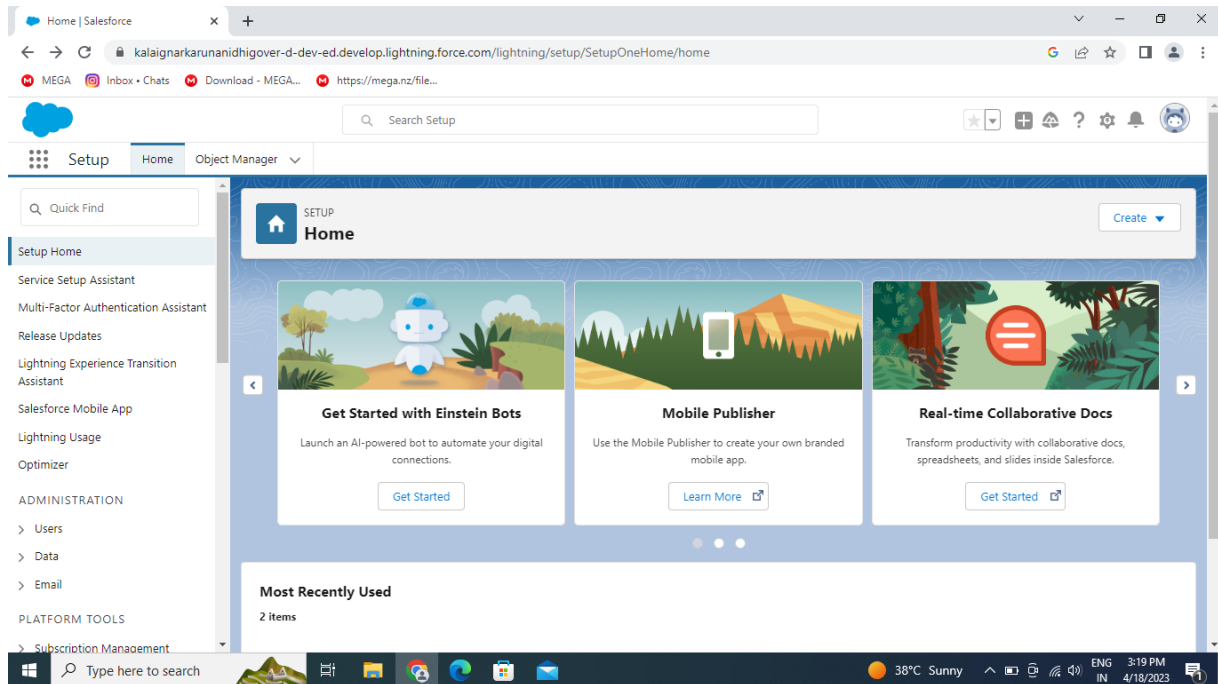 Home | Salesforce
kalaignarkarunanidhigover-d-dev-ed.develop.lightning.force.com/lightning/setup/SetupOneHome/home
MEGA Inbox • Chats Download - MEGA... https://mega.nz/file...
Search Setup
Setup Home Object Manager
Quick Find
Setup Home
Service Setup Assistant
Multi-Factor Authentication Assistant
Release Updates
Lightning Experience Transition
Assistant
Salesforce Mobile App
Lightning Usage
Optimizer
ADMINISTRATION
Users
Data
Email
PLATFORM TOOLS
Subscription Management
SETUP
Home
Create
Get Started with Einstein Bots
Launch an AI-powered bot to automate your digital
connections.
Get Started
Mobile Publisher
Use the Mobile Publisher to create your own branded
mobile app.
Learn More
Real-time Collaborative Docs
Transform productivity with collaborative docs,
spreadsheets, and slides inside Salesforce.
Get Started
Most Recently Used
2 items
Type here to search
38°C Sunny
ENG
IN
3:19 PM
4/18/2023
1